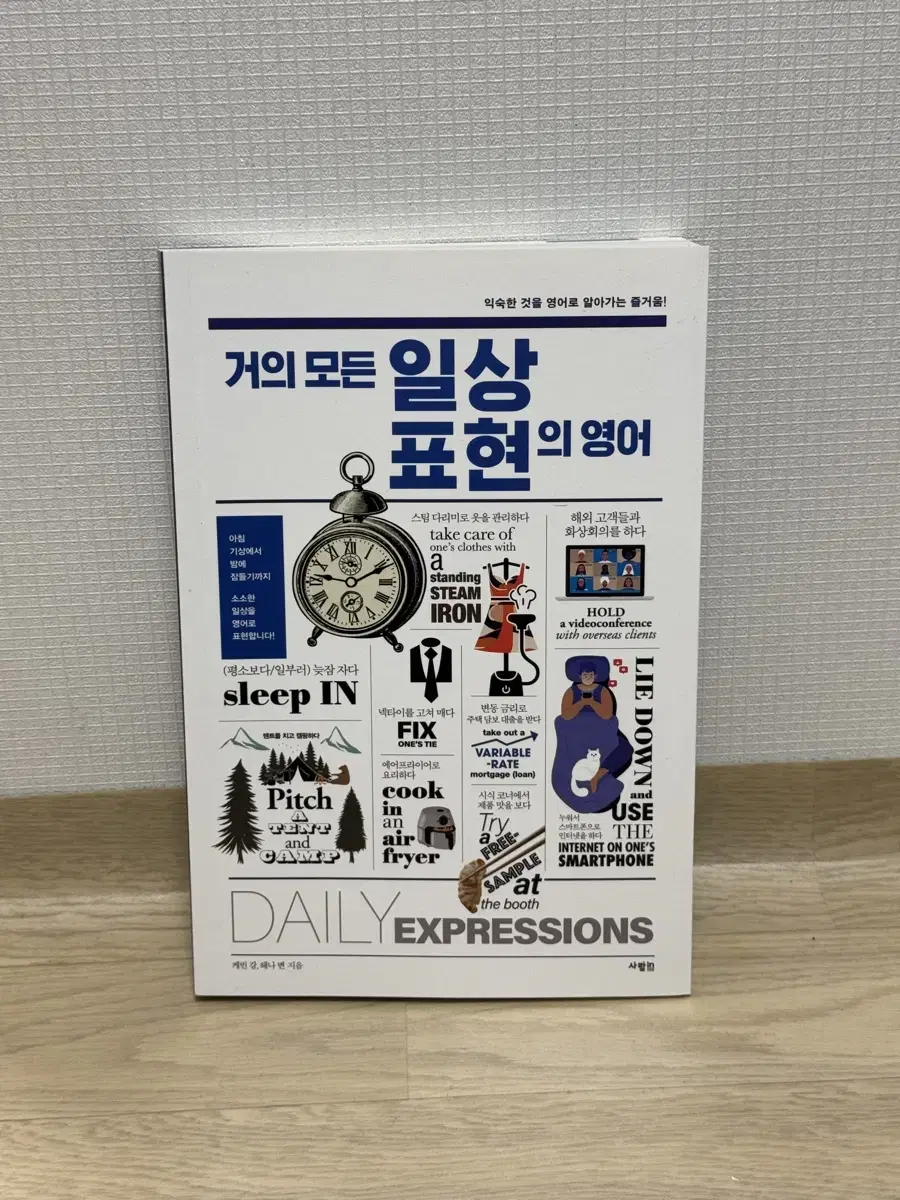 익숙한 것을 영어로 알아가는 즐거움!
거의 모든 일상
표현의 영어
아침
기상에서
밤에
잠들기까지
소소한
일상을
영어로
표현합니다!
스팀 다리미로 옷을 관리하다
take care of
one's clothes with
a
standing
STEAM
IRON
해외 고객들과
화상회의를 하다
HOLD
a videoconference
with overseas clients
(평소보다/일부러) 늦잠 자다
sleep IN
넥타이를 고쳐 매다
FIX
ONE'S TIE
변동 금리로
주택 담보 대출을 받다
take out a
VARIABLE
-RATE
mortgage (loan)
LIE DOWN
and
USE
THE
INTERNET ON ONE'S
SMARTPHONE
누워서
스마트폰으로
인터넷을 하다
텐트를 치고 캠핑하다
Pitch
A
TENT
and
CAMP
에어프라이어로
요리하다
cook
in
an
air
fryer
시식 코너에서
제품 맛을 보다
Try
a
FREE-
SAMPLE
at
the booth
DAILY EXPRESSIONS
케빈 강, 해나 변 지음
사람in